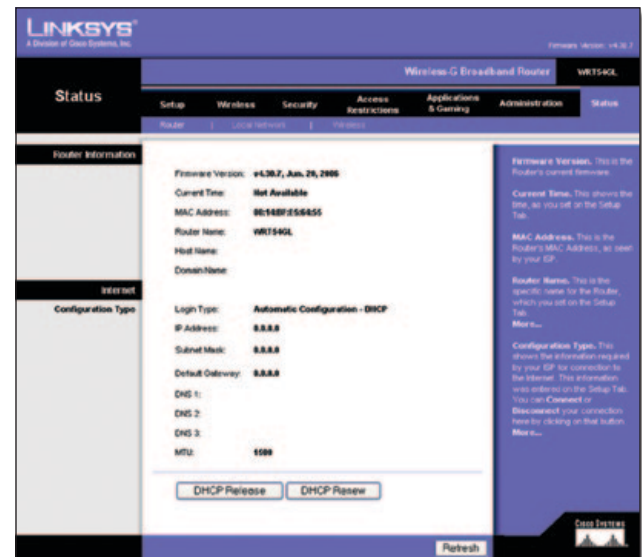 LINKSYS®
A Division of Cisco Systems, Inc.
Firmware Version: v4.30.7
Wireless-G Broadband Router WRT54GL
Status
Setup Wireless Security Access Restrictions Applications & Gaming Administration Status
Router | Local Network | Wireless
Router Information
Firmware Version: v4.30.7, Jun. 20, 2006
Current Time: Not Available
MAC Address:
Router Name: WRT54GL
Host Name:
Domain Name:
Internet
Configuration Type
Login Type: Automatic Configuration - DHCP
IP Address: 0.0.0.0
Subnet Mask: 0.0.0.0
Default Gateway: 0.0.0.0
DNS 1:
DNS 2:
DNS 3:
MTU: 1500
DHCP Release DHCP Renew
Firmware Version. This is the
Router's current firmware.
Current Time. This shows the
time, as you set on the Setup
Tab.
MAC Address. This is the
Router's MAC Address, as seen
by your ISP.
Router Name. This is the
specific name for the Router,
which you set on the Setup
Tab.
More...
Configuration Type. This
shows the information required
by your ISP for connection to
the Internet. This information
was entered on the Setup Tab.
You can Connect or
Disconnect your connection
here by clicking on that button.
More...
Refresh
CISCO SYSTEMS